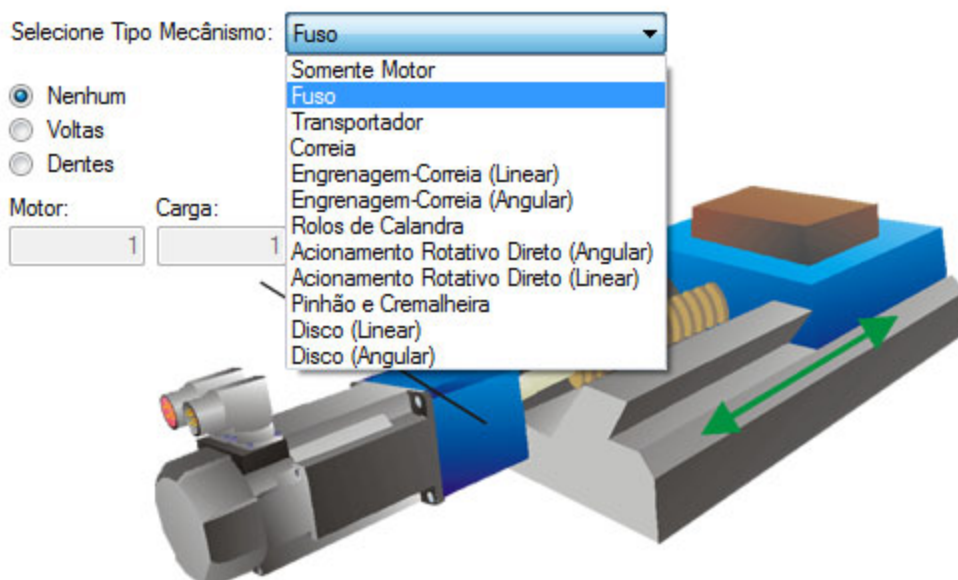 Selecione Tipo Mecânismo: Fuso
Somente Motor
Fuso
Transportador
Correia
Engrenagem-Correia (Linear)
Engrenagem-Correia (Angular)
Rolos de Calandra
Acionamento Rotativo Direto (Angular)
Acionamento Rotativo Direto (Linear)
Pinhão e Cremalheira
Disco (Linear)
Disco (Angular)
Nenhum
Voltas
Dentes
Motor: Carga:
1 1